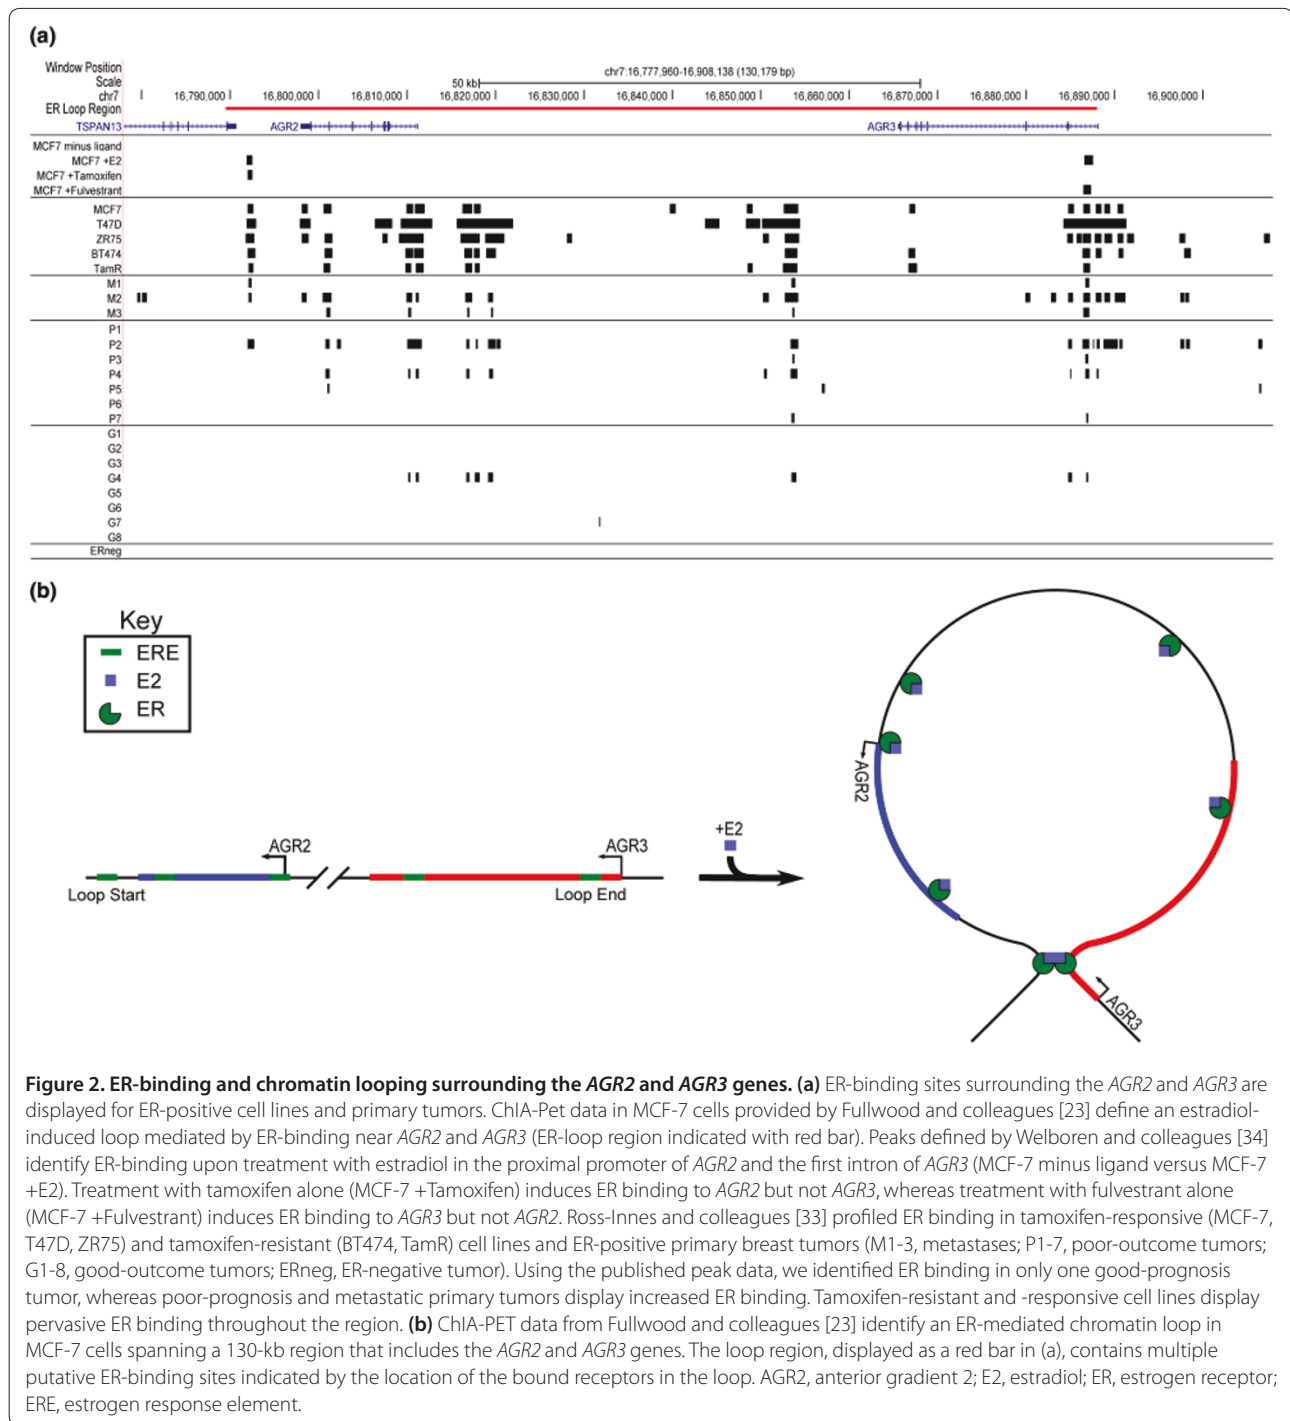 (a)
Window Position chr7:16,777,960-16,908,138 (130,179 bp)
Scale 50 kb
chr7 16,790,000 16,800,000 16,810,000 16,820,000 16,830,000 16,840,000 16,850,000 16,860,000 16,870,000 16,880,000 16,890,000 16,900,000
ER Loop Region
TSPAN13 AGR2 AGR3
MCF7 minus ligand
MCF7 +E2
MCF7 +Tamoxifen
MCF7 +Fulvestrant
MCF7
T47D
ZR75
BT474
TamR
M1
M2
M3
P1
P2
P3
P4
P5
P6
P7
G1
G2
G3
G4
G5
G6
G7
G8
ERneg
(b)
Key
ERE
E2
ER
AGR2
AGR3
Loop Start
Loop End
+E2
AGR2
AGR3
Figure 2. ER-binding and chromatin looping surrounding the AGR2 and AGR3 genes. (a) ER-binding sites surrounding the AGR2 and AGR3 are
displayed for ER-positive cell lines and primary tumors. ChIA-Pet data in MCF-7 cells provided by Fullwood and colleagues [23] define an estradiol-
induced loop mediated by ER-binding near AGR2 and AGR3 (ER-loop region indicated with red bar). Peaks defined by Welboren and colleagues [34]
identify ER-binding upon treatment with estradiol in the proximal promoter of AGR2 and the first intron of AGR3 (MCF-7 minus ligand versus MCF-7
+E2). Treatment with tamoxifen alone (MCF-7 +Tamoxifen) induces ER binding to AGR2 but not AGR3, whereas treatment with fulvestrant alone
(MCF-7 +Fulvestrant) induces ER binding to AGR3 but not AGR2. Ross-Innes and colleagues [33] profiled ER binding in tamoxifen-responsive (MCF-7,
T47D, ZR75) and tamoxifen-resistant (BT474, TamR) cell lines and ER-positive primary breast tumors (M1-3, metastases; P1-7, poor-outcome tumors;
G1-8, good-outcome tumors; ERneg, ER-negative tumor). Using the published peak data, we identified ER binding in only one good-prognosis
tumor, whereas poor-prognosis and metastatic primary tumors display increased ER binding. Tamoxifen-resistant and -responsive cell lines display
pervasive ER binding throughout the region. (b) ChIA-PET data from Fullwood and colleagues [23] identify an ER-mediated chromatin loop in
MCF-7 cells spanning a 130-kb region that includes the AGR2 and AGR3 genes. The loop region, displayed as a red bar in (a), contains multiple
putative ER-binding sites indicated by the location of the bound receptors in the loop. AGR2, anterior gradient 2; E2, estradiol; ER, estrogen receptor;
ERE, estrogen response element.